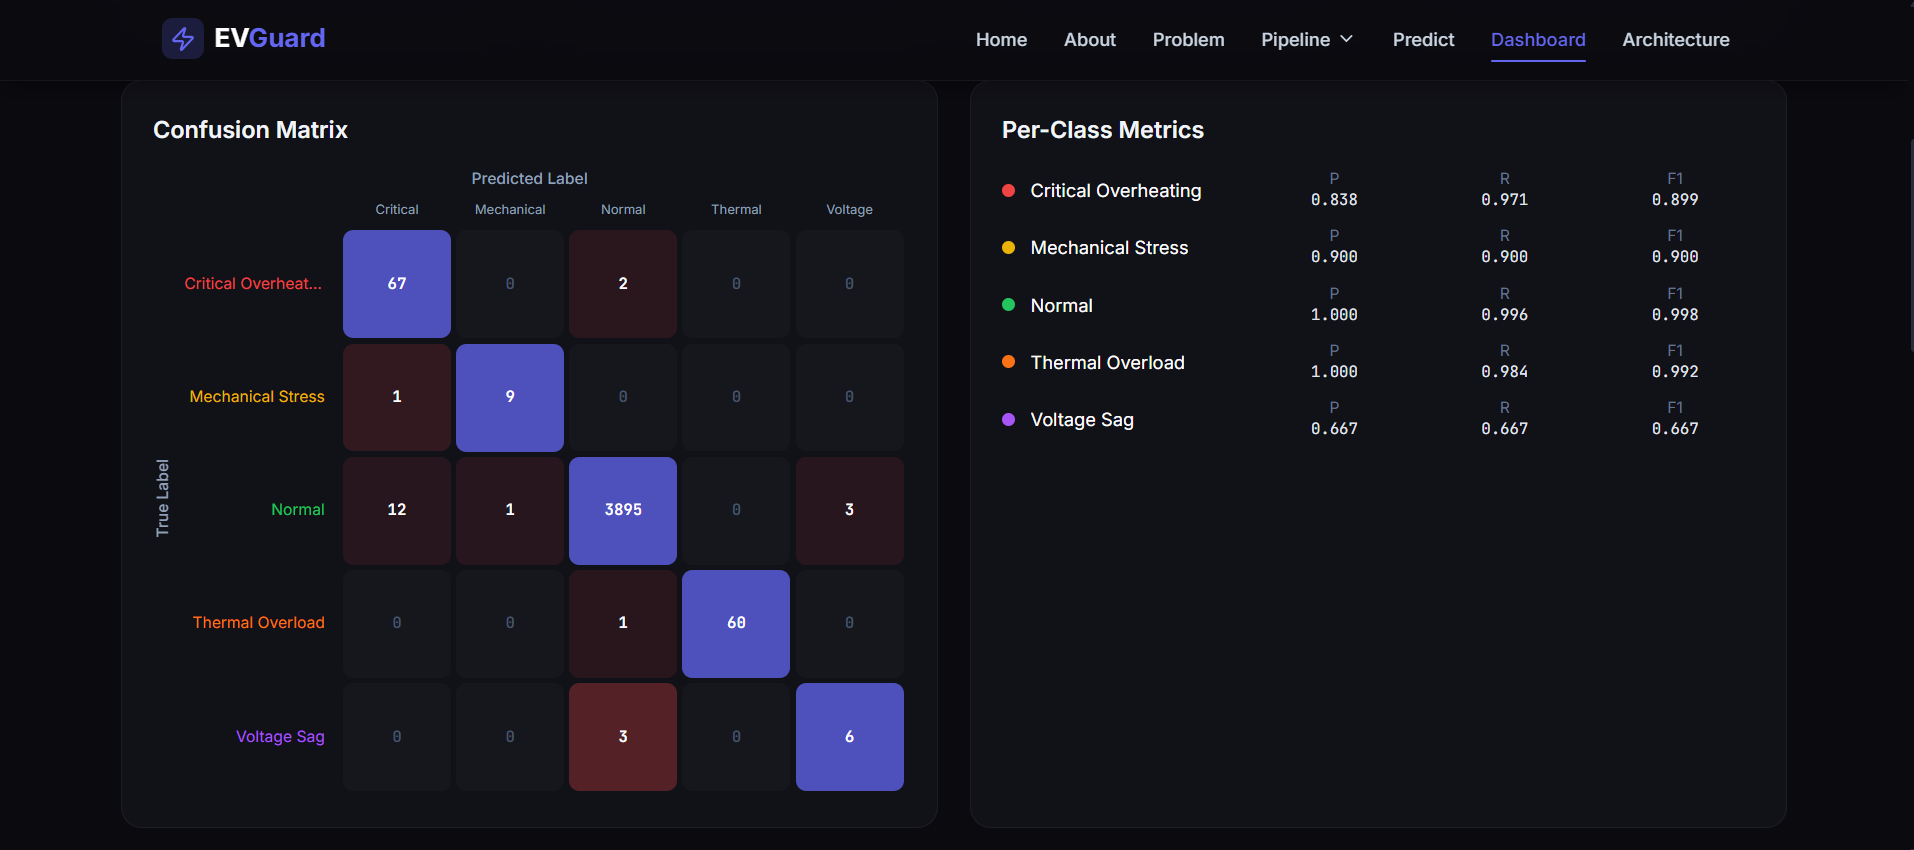 EVGuard
Home About Problem Pipeline Predict Dashboard Architecture
Confusion Matrix
Predicted Label
Critical Mechanical Normal Thermal Voltage
Critical Overheat... 67 0 2 0 0
Mechanical Stress 1 9 0 0 0
True Label
Normal 12 1 3895 0 3
Thermal Overload 0 0 1 60 0
Voltage Sag 0 0 3 0 6
Per-Class Metrics
P R F1
Critical Overheating 0.838 0.971 0.899
P R F1
Mechanical Stress 0.900 0.900 0.900
P R F1
Normal 1.000 0.996 0.998
P R F1
Thermal Overload 1.000 0.984 0.992
P R F1
Voltage Sag 0.667 0.667 0.667